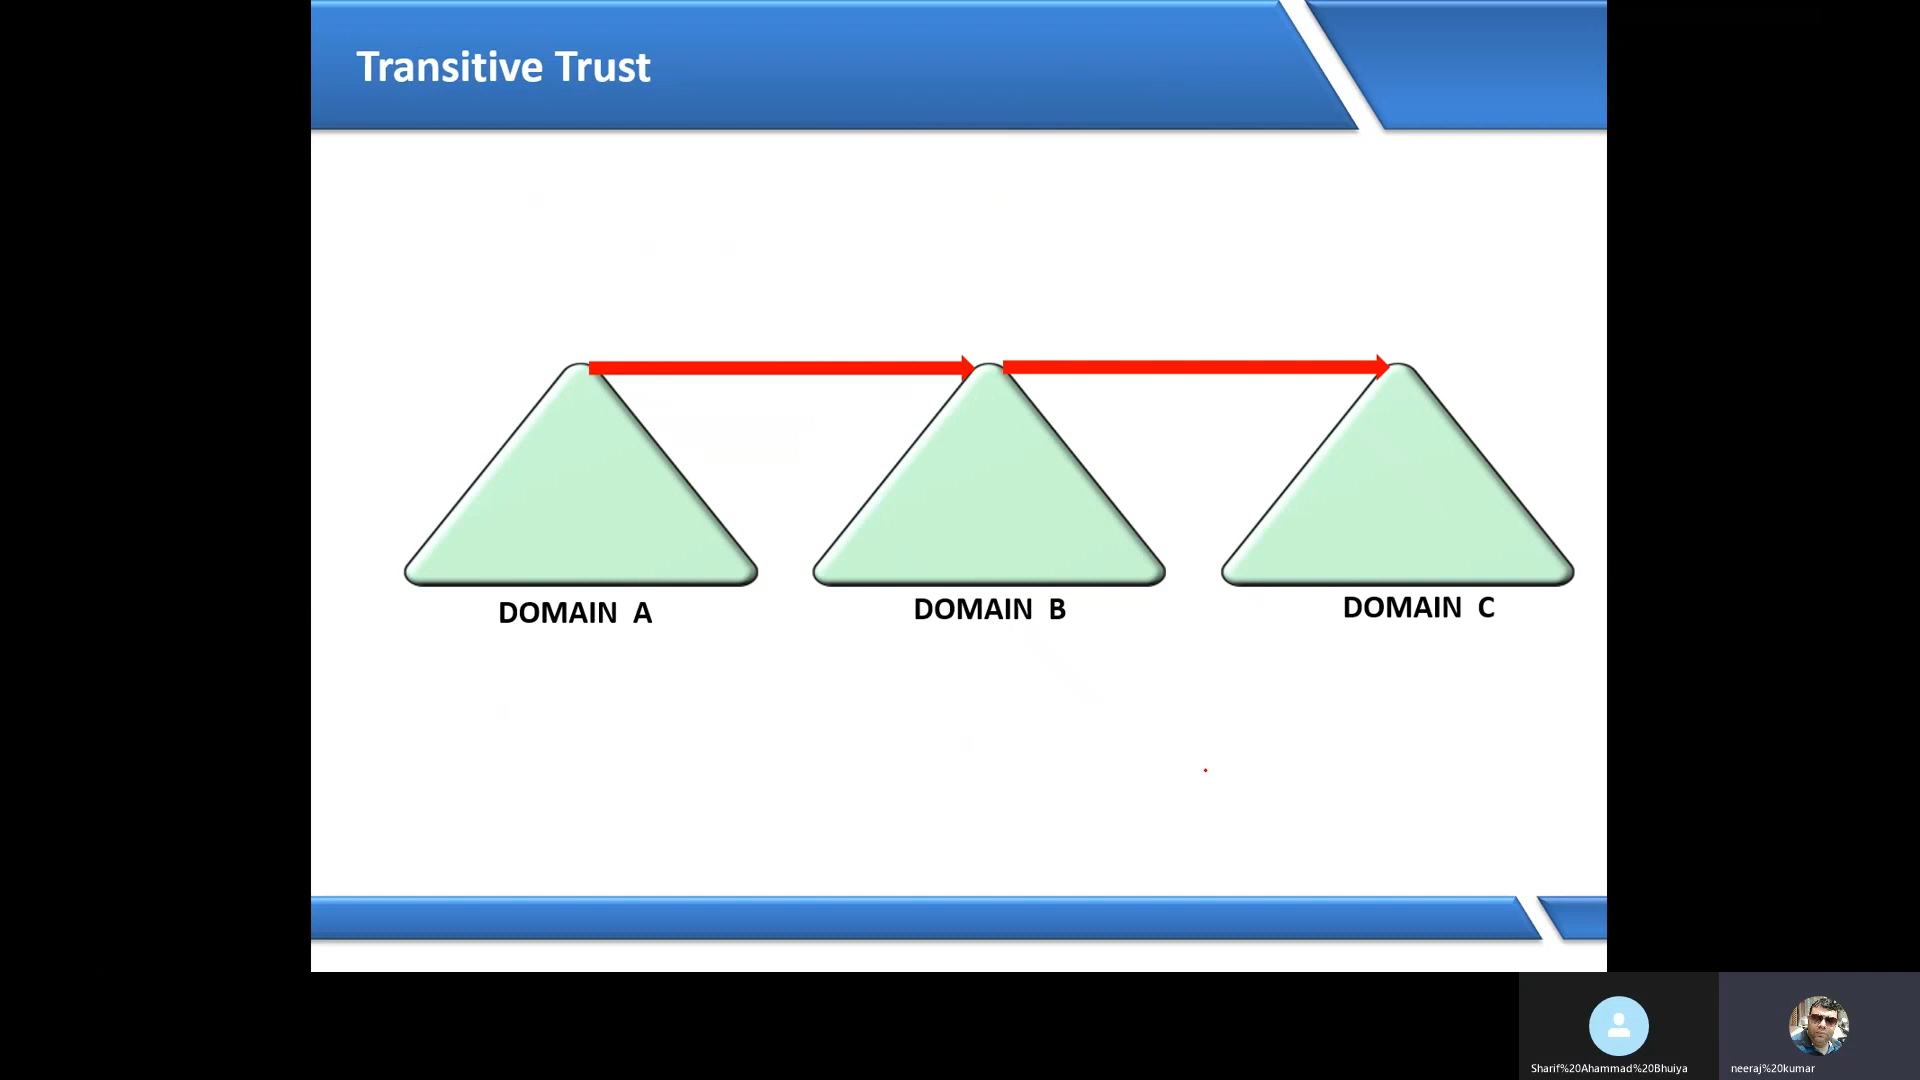 Transitive Trust
DOMAIN A
DOMAIN B
DOMAIN C
Sharif%20Ahammad%20Bhuiya
neeraj%20kumar